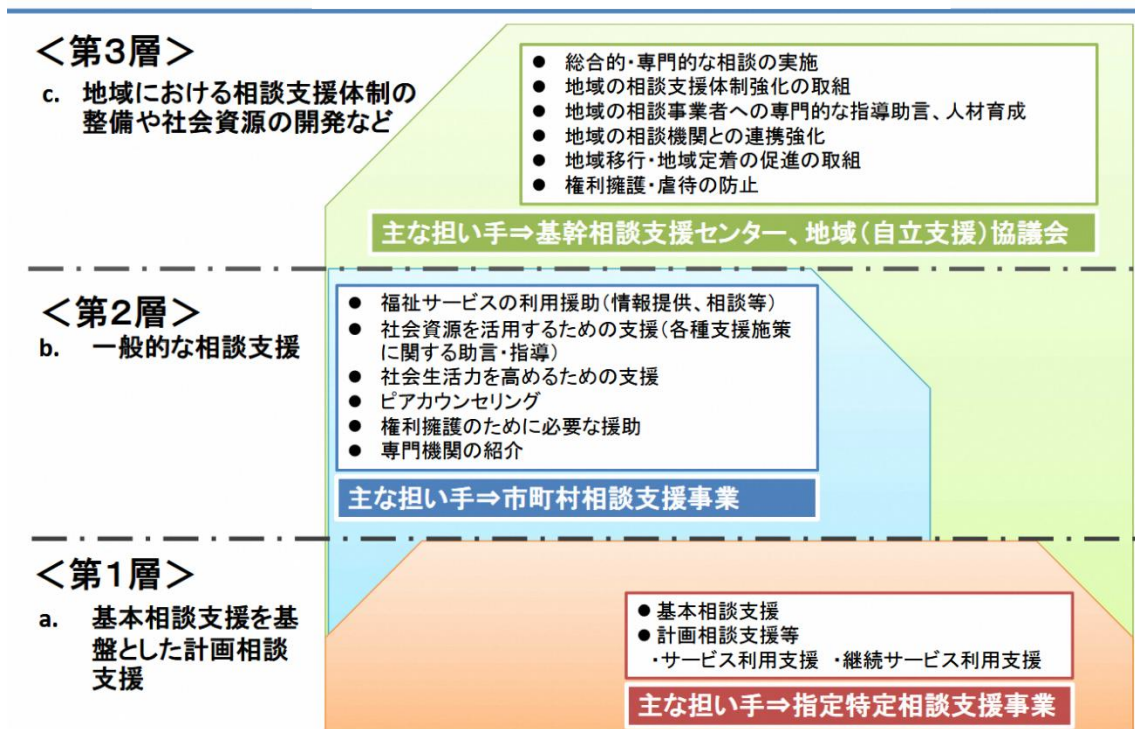 ＜第3層＞
c. 地域における相談支援体制の
整備や社会資源の開発など
● 総合的・専門的な相談の実施
● 地域の相談支援体制強化の取組
● 地域の相談事業者への専門的な指導助言、人材育成
● 地域の相談機関との連携強化
● 地域移行・地域定着の促進の取組
● 権利擁護・虐待の防止
主な担い手⇒基幹相談支援センター、地域（自立支援）協議会
＜第2層＞
b. 一般的な相談支援
● 福祉サービスの利用援助（情報提供、相談等）
● 社会資源を活用するための支援（各種支援施策
に関する助言・指導）
● 社会生活力を高めるための支援
● ピアカウンセリング
● 権利擁護のために必要な援助
● 専門機関の紹介
主な担い手⇒市町村相談支援事業
＜第1層＞
a. 基本相談支援を基
盤とした計画相談
支援
● 基本相談支援
● 計画相談支援等
・サービス利用支援 ・継続サービス利用支援
主な担い手⇒指定特定相談支援事業